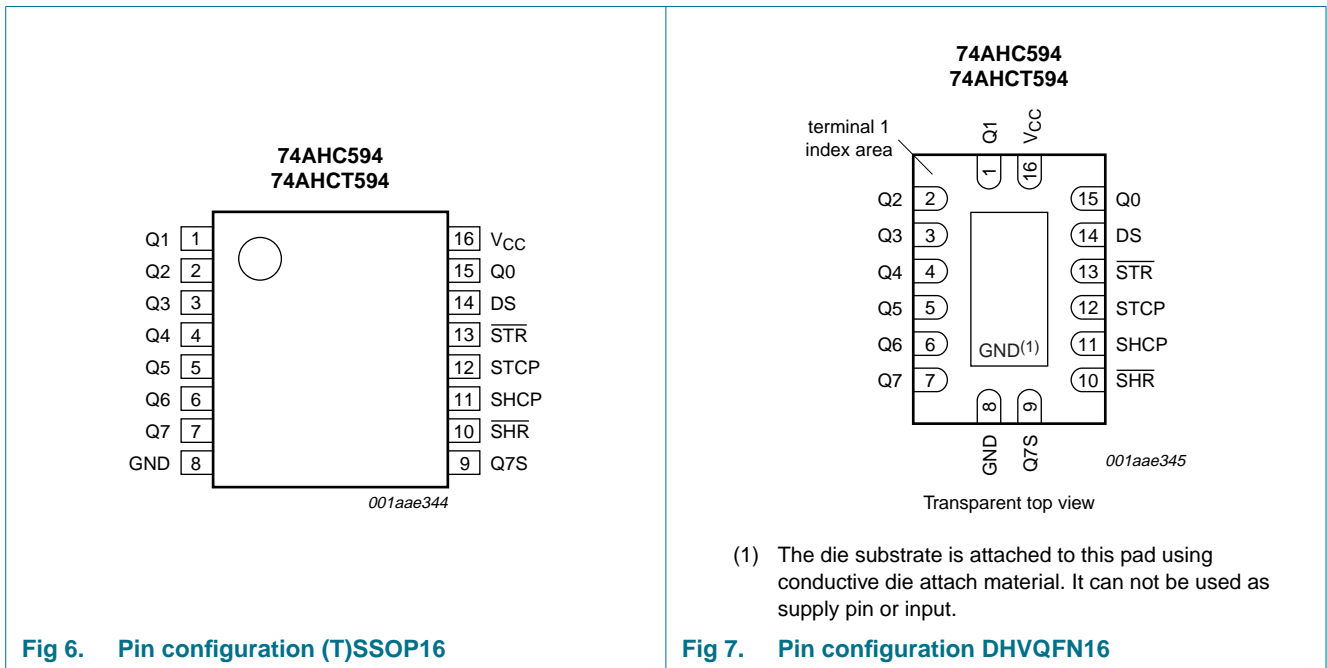 74AHC594
74AHCT594
Q1 1
Q2 2
Q3 3
Q4 4
Q5 5
Q6 6
Q7 7
GND 8
16 VCC
15 Q0
14 DS
13 S̅T̅R̅
12 STCP
11 SHCP
10 S̅H̅R̅
9 Q7S
001aae344
Fig 6. Pin configuration (T)SSOP16
74AHC594
74AHCT594
terminal 1
index area
Q1
VCC
1
16
Q2 2
Q3 3
Q4 4
Q5 5
Q6 6
Q7 7
15 Q0
14 DS
13 S̅T̅R̅
12 STCP
11 SHCP
10 S̅H̅R̅
GND(1)
8
9
GND
Q7S
001aae345
Transparent top view
(1) The die substrate is attached to this pad using
conductive die attach material. It can not be used as
supply pin or input.
Fig 7. Pin configuration DHVQFN16